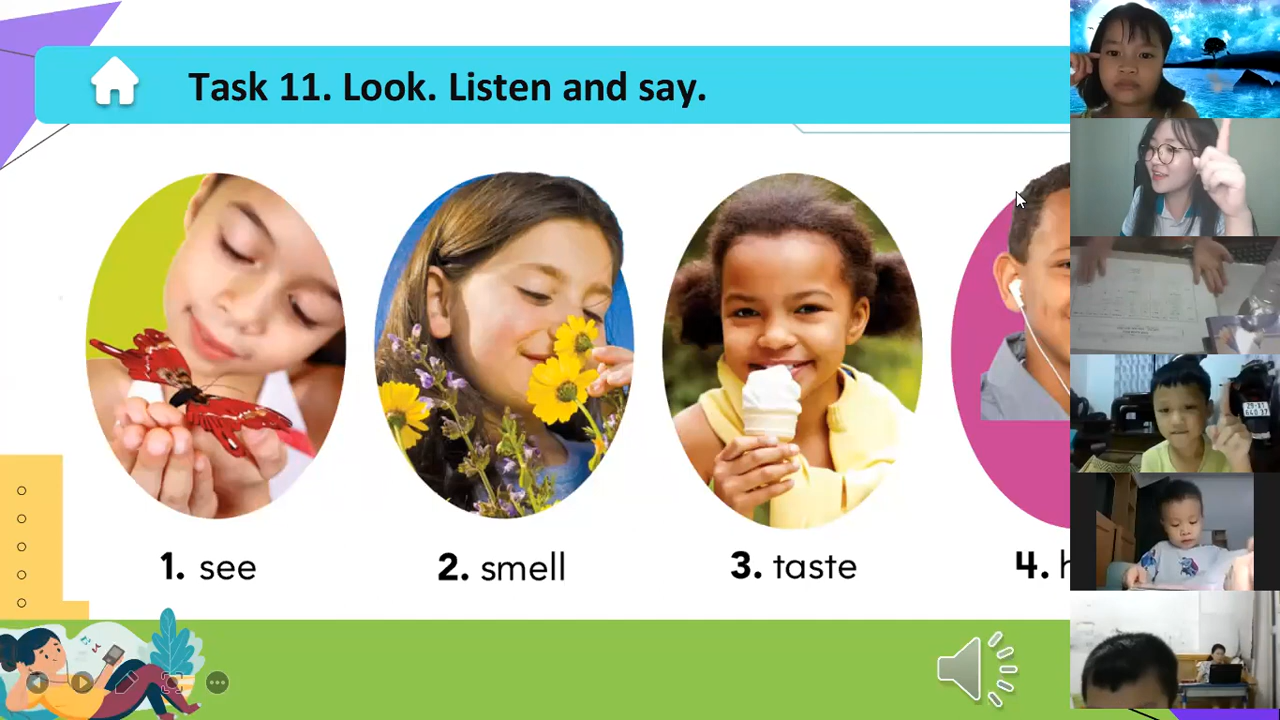 Task 11. Look. Listen and say.
1. see
2. smell
3. taste
4. h